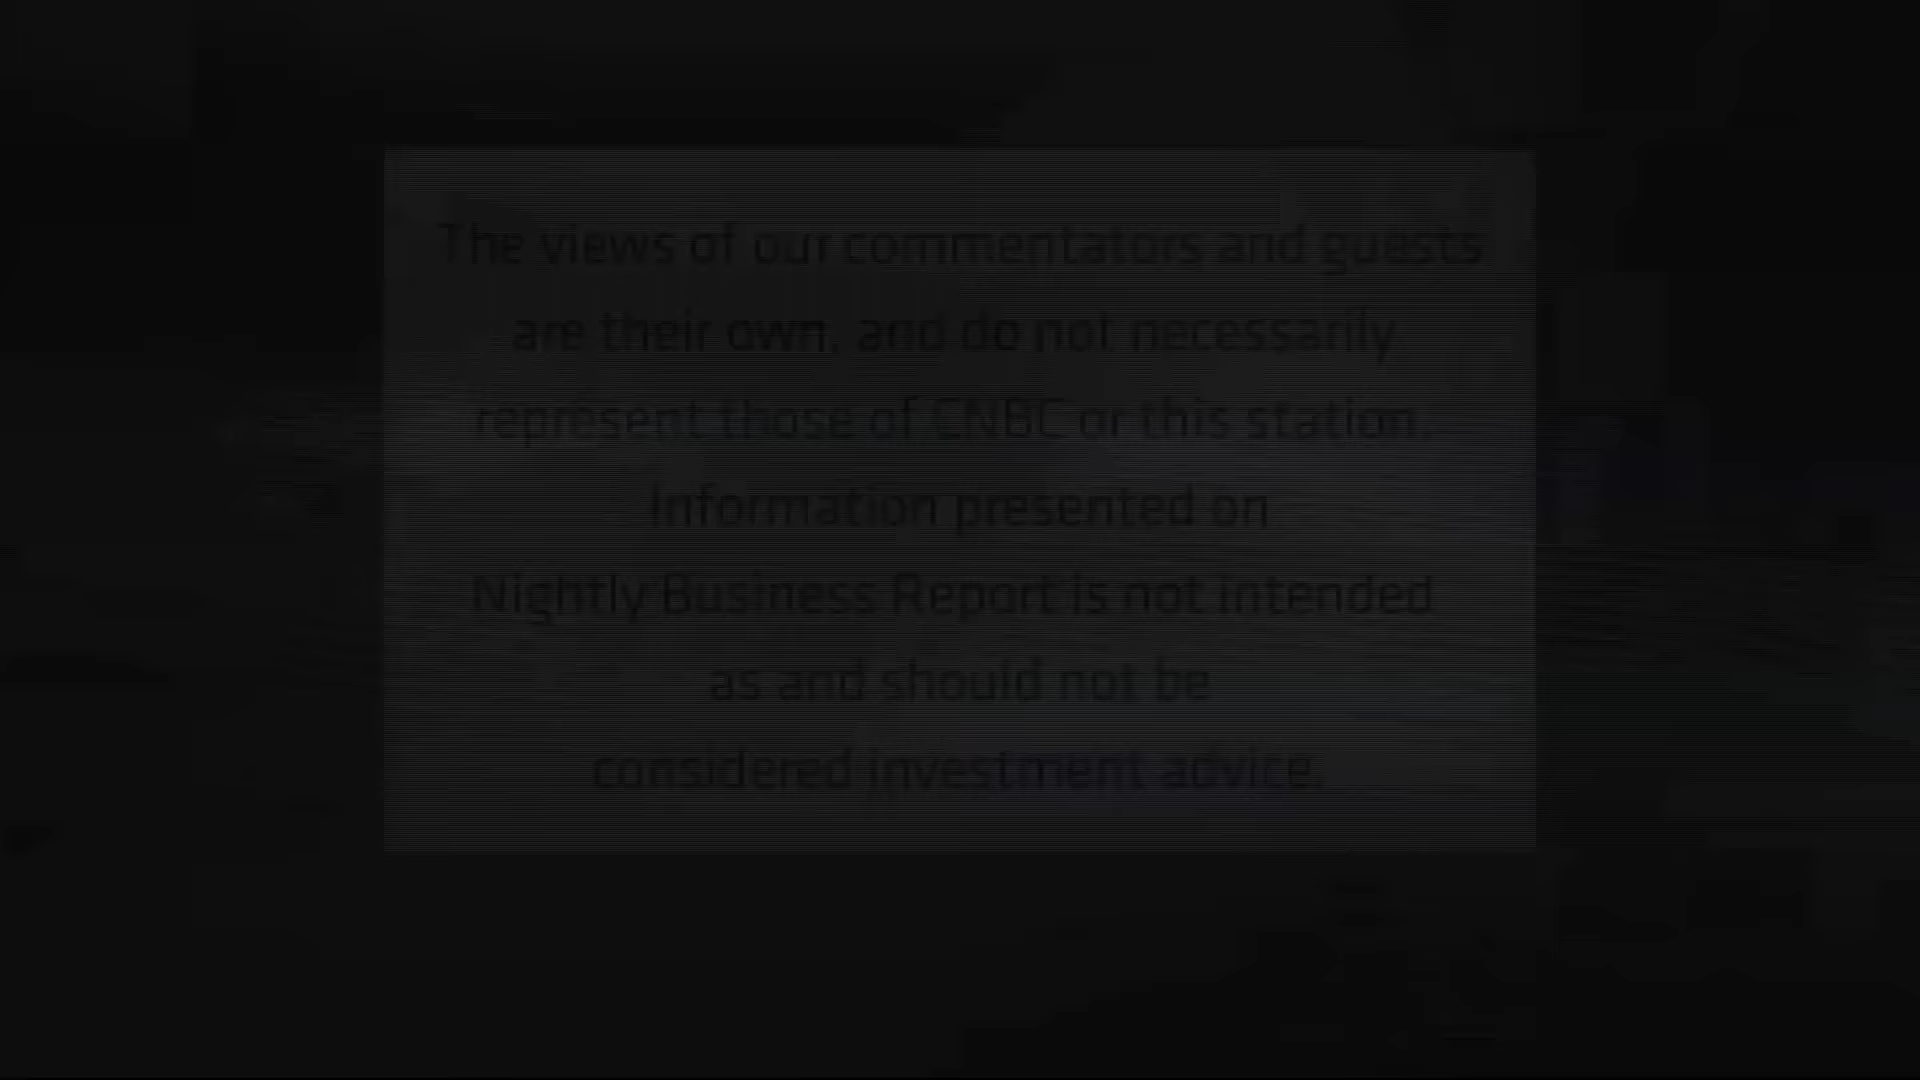 The views of our commentators and guests
are their own, and do not necessarily
represent those of CNBC or this station.
Information presented on
Nightly Business Report is not intended
as and should not be
considered investment advice.